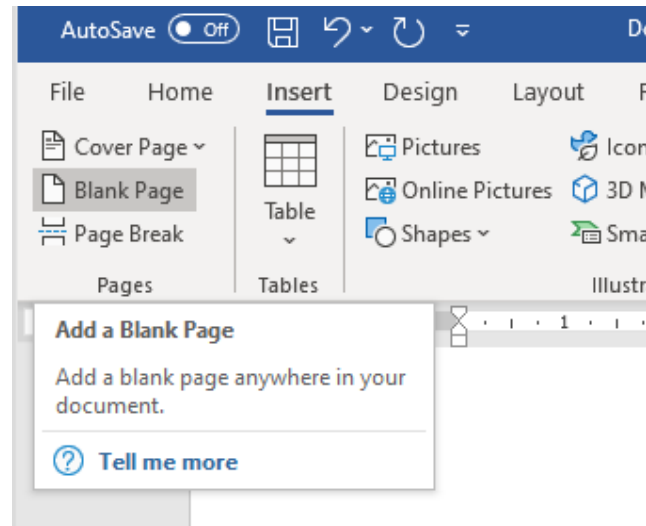 AutoSave Off
File Home Insert Design Layout
Cover Page
Blank Page
Page Break
Pages
Table
Tables
Pictures
Online Pictures
Shapes
3D
Add a Blank Page
Add a blank page anywhere in your
document.
Tell me more
1